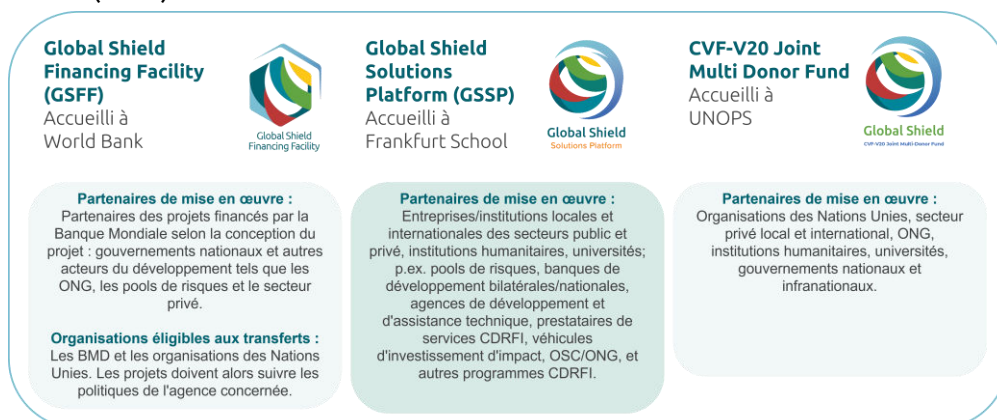 Global Shield
Financing Facility
(GSFF)
Accueilli à
World Bank
Global Shield
Financing Facility
Global Shield
Solutions
Platform (GSSP)
Accueilli à
Frankfurt School
Global Shield
Solutions Platform
CVF-V20 Joint
Multi Donor Fund
Accueilli à
UNOPS
Global Shield
CVF-V20 Joint Multi-Donor Fund
Partenaires de mise en œuvre :
Partenaires des projets financés par la
Banque Mondiale selon la conception du
projet : gouvernements nationaux et autres
acteurs du développement tels que les
ONG, les pools de risques et le secteur
privé.
Organisations éligibles aux transferts :
Les BMD et les organisations des Nations
Unies. Les projets doivent alors suivre les
politiques de l'agence concernée.
Partenaires de mise en œuvre :
Entreprises/institutions locales et
internationales des secteurs public et
privé, institutions humanitaires, universités;
p.ex. pools de risques, banques de
développement bilatérales/nationales,
agences de développement et
d'assistance technique, prestataires de
services CDRFI, véhicules
d'investissement d'impact, OSC/ONG, et
autres programmes CDRFI.
Partenaires de mise en œuvre :
Organisations des Nations Unies, secteur
privé local et international, ONG,
institutions humanitaires, universités,
gouvernements nationaux et
infranationaux.